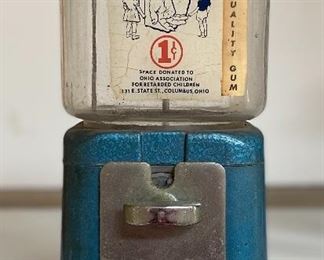 1¢
SPACE DONATED TO
OHIO ASSOCIATION
FOR RETARDED CHILDREN
131 E. STATE ST., COLUMBUS, OHIO
QUALITY GUM